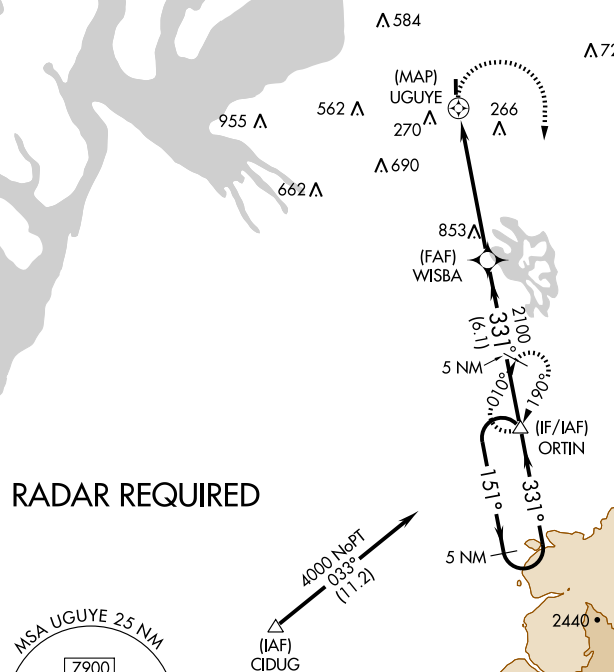 584
72
(MAP)
UGUYE
266
955
562
270
690
662
853
(FAF)
WISBA
331°
2100
(6.1)
5 NM
010°
190°
(IF/IAF)
ORTIN
RADAR REQUIRED
151°
331°
5 NM
4000 NoPT
033°
(11.2)
(IAF)
CIDUG
2440
MSA UGUYE 25 NM
7900